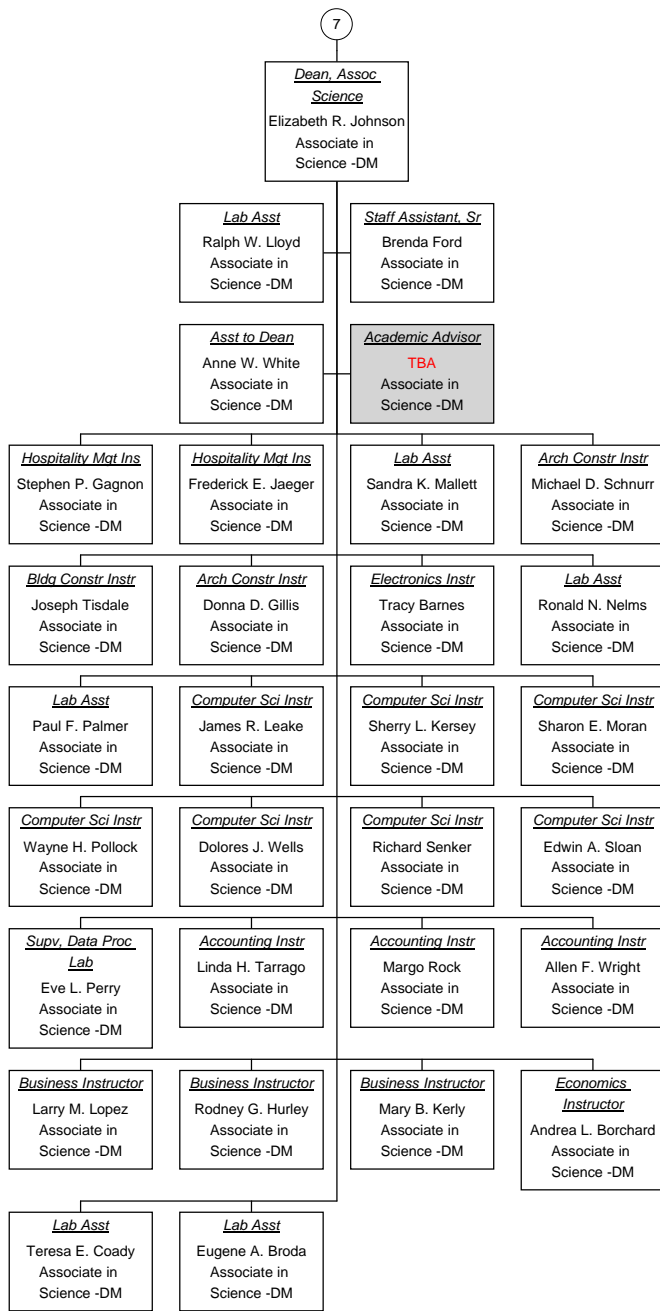 7
Dean, Assoc
Science
Elizabeth R. Johnson
Associate in
Science -DM
Lab Asst
Ralph W. Lloyd
Associate in
Science -DM
Staff Assistant, Sr
Brenda Ford
Associate in
Science -DM
Asst to Dean
Anne W. White
Associate in
Science -DM
Academic Advisor
TBA
Associate in
Science -DM
Hospitality Mgt Ins
Stephen P. Gagnon
Associate in
Science -DM
Hospitality Mgt Ins
Frederick E. Jaeger
Associate in
Science -DM
Lab Asst
Sandra K. Mallett
Associate in
Science -DM
Arch Constr Instr
Michael D. Schnurr
Associate in
Science -DM
Bldg Constr Instr
Joseph Tisdale
Associate in
Science -DM
Arch Constr Instr
Donna D. Gillis
Associate in
Science -DM
Electronics Instr
Tracy Barnes
Associate in
Science -DM
Lab Asst
Ronald N. Nelms
Associate in
Science -DM
Lab Asst
Paul F. Palmer
Associate in
Science -DM
Computer Sci Instr
James R. Leake
Associate in
Science -DM
Computer Sci Instr
Sherry L. Kersey
Associate in
Science -DM
Computer Sci Instr
Sharon E. Moran
Associate in
Science -DM
Computer Sci Instr
Wayne H. Pollock
Associate in
Science -DM
Computer Sci Instr
Dolores J. Wells
Associate in
Science -DM
Computer Sci Instr
Richard Senker
Associate in
Science -DM
Computer Sci Instr
Edwin A. Sloan
Associate in
Science -DM
Supv, Data Proc
Lab
Eve L. Perry
Associate in
Science -DM
Accounting Instr
Linda H. Tarrago
Associate in
Science -DM
Accounting Instr
Margo Rock
Associate in
Science -DM
Accounting Instr
Allen F. Wright
Associate in
Science -DM
Business Instructor
Larry M. Lopez
Associate in
Science -DM
Business Instructor
Rodney G. Hurley
Associate in
Science -DM
Business Instructor
Mary B. Kerly
Associate in
Science -DM
Economics
Instructor
Andrea L. Borchard
Associate in
Science -DM
Lab Asst
Teresa E. Coady
Associate in
Science -DM
Lab Asst
Eugene A. Broda
Associate in
Science -DM